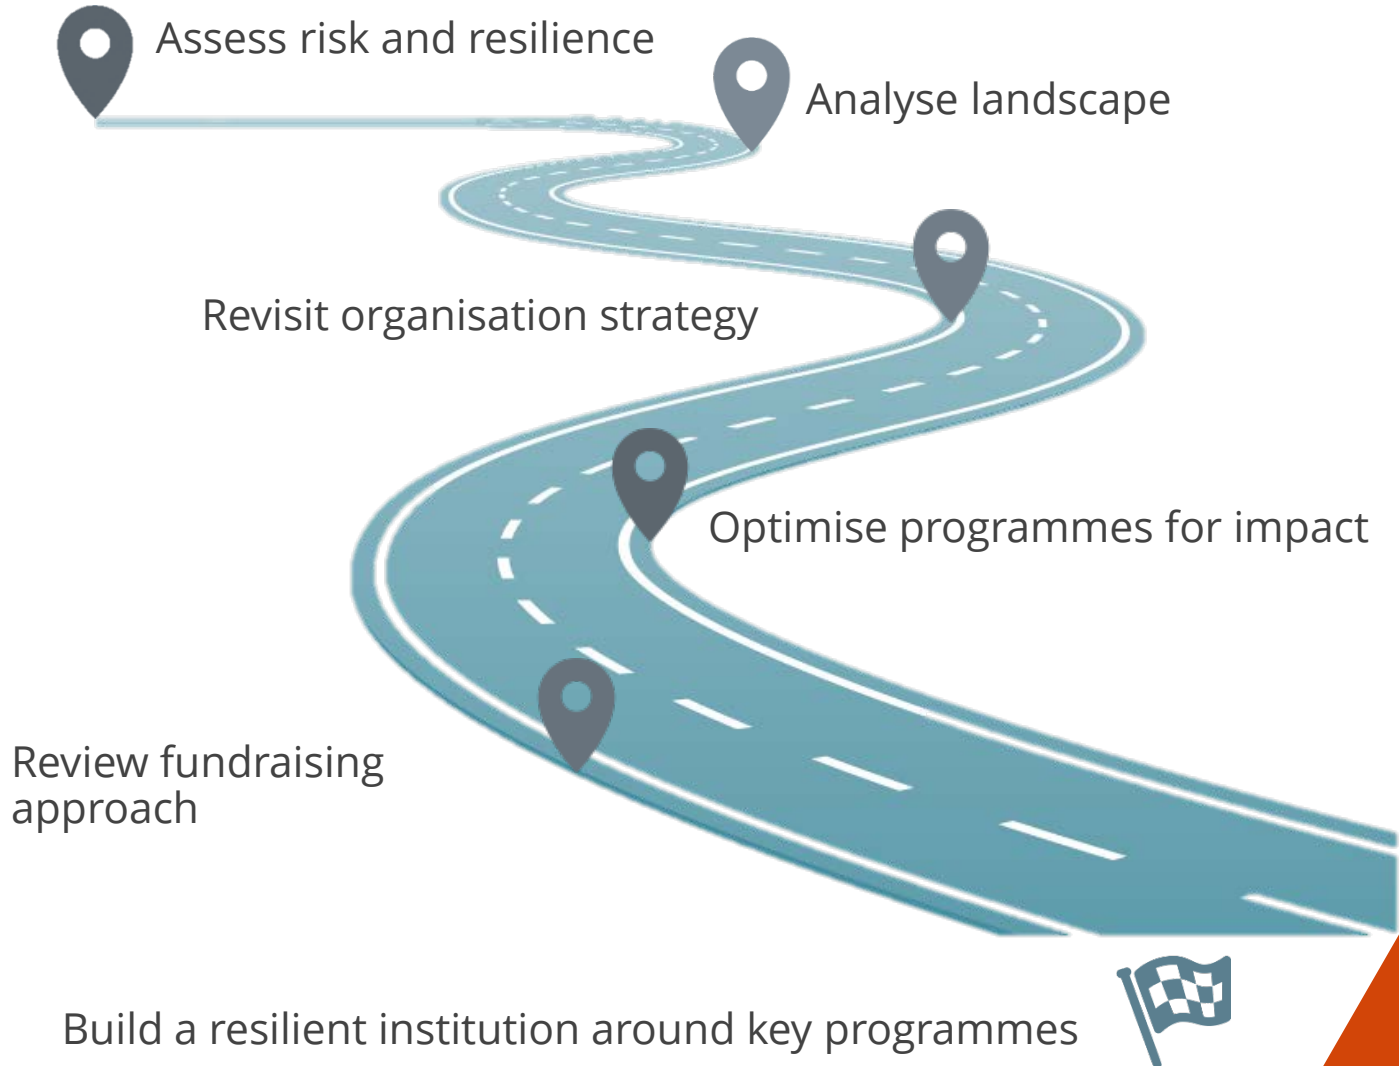 Assess risk and resilience
Analyse landscape
Revisit organisation strategy
Optimise programmes for impact
Review fundraising
approach
Build a resilient institution around key programmes